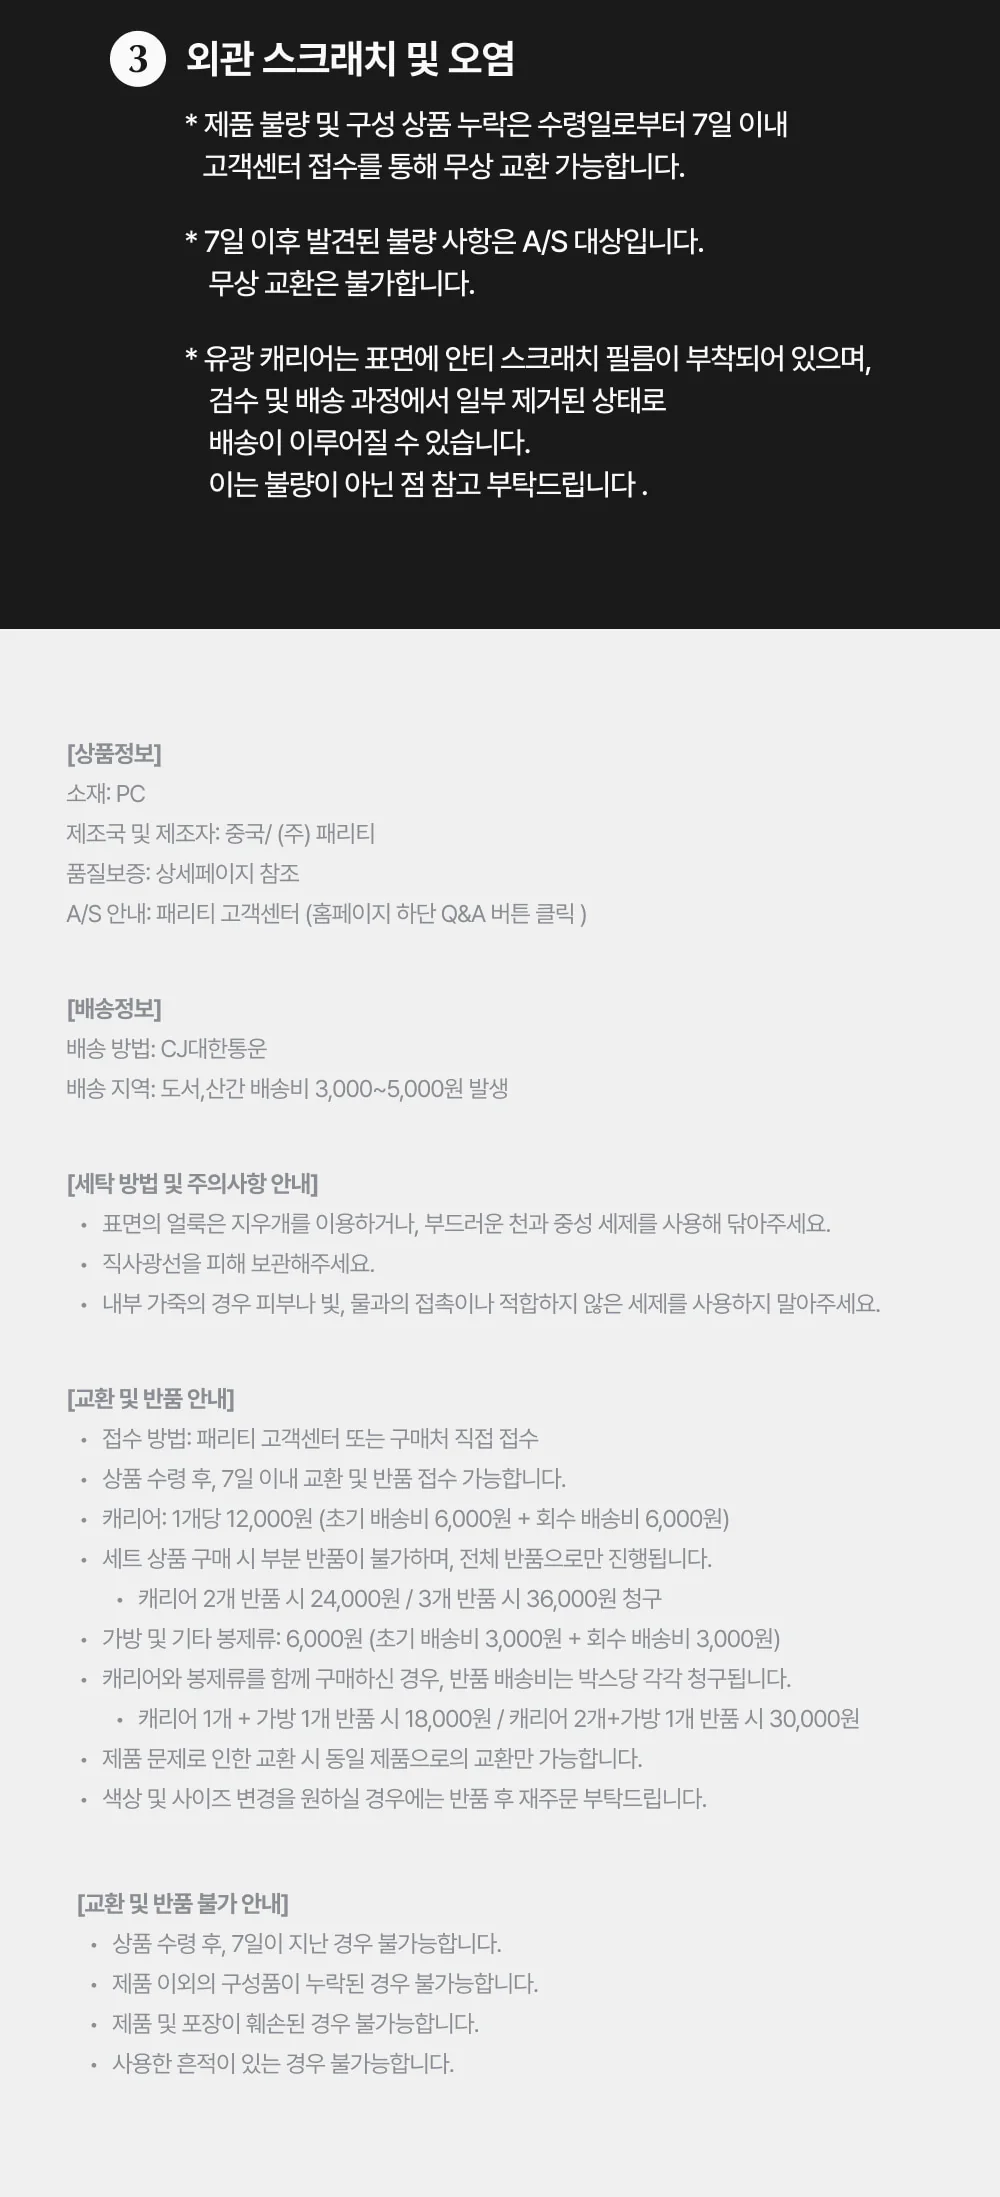 3 외관 스크래치 및 오염
* 제품 불량 및 구성 상품 누락은 수령일로부터 7일 이내
고객센터 접수를 통해 무상 교환 가능합니다.
* 7일 이후 발견된 불량 사항은 A/S 대상입니다.
무상 교환은 불가합니다.
* 유광 캐리어는 표면에 안티 스크래치 필름이 부착되어 있으며,
검수 및 배송 과정에서 일부 제거된 상태로
배송이 이루어질 수 있습니다.
이는 불량이 아닌 점 참고 부탁드립니다 .
[상품정보]
소재: PC
제조국 및 제조자: 중국/ (주) 패리티
품질보증: 상세페이지 참조
A/S 안내: 패리티 고객센터 (홈페이지 하단 Q&A 버튼 클릭 )
[배송정보]
배송 방법: CJ대한통운
배송 지역: 도서,산간 배송비 3,000~5,000원 발생
[세탁 방법 및 주의사항 안내]
• 표면의 얼룩은 지우개를 이용하거나, 부드러운 천과 중성 세제를 사용해 닦아주세요.
• 직사광선을 피해 보관해주세요.
• 내부 가죽의 경우 피부나 빛, 물과의 접촉이나 적합하지 않은 세제를 사용하지 말아주세요.
[교환 및 반품 안내]
• 접수 방법: 패리티 고객센터 또는 구매처 직접 접수
• 상품 수령 후, 7일 이내 교환 및 반품 접수 가능합니다.
• 캐리어: 1개당 12,000원 (초기 배송비 6,000원 + 회수 배송비 6,000원)
• 세트 상품 구매 시 부분 반품이 불가하며, 전체 반품으로만 진행됩니다.
• 캐리어 2개 반품 시 24,000원 / 3개 반품 시 36,000원 청구
• 가방 및 기타 봉제류: 6,000원 (초기 배송비 3,000원 + 회수 배송비 3,000원)
• 캐리어와 봉제류를 함께 구매하신 경우, 반품 배송비는 박스당 각각 청구됩니다.
• 캐리어 1개 + 가방 1개 반품 시 18,000원 / 캐리어 2개+가방 1개 반품 시 30,000원
• 제품 문제로 인한 교환 시 동일 제품으로의 교환만 가능합니다.
• 색상 및 사이즈 변경을 원하실 경우에는 반품 후 재주문 부탁드립니다.
[교환 및 반품 불가 안내]
• 상품 수령 후, 7일이 지난 경우 불가능합니다.
• 제품 이외의 구성품이 누락된 경우 불가능합니다.
• 제품 및 포장이 훼손된 경우 불가능합니다.
• 사용한 흔적이 있는 경우 불가능합니다.